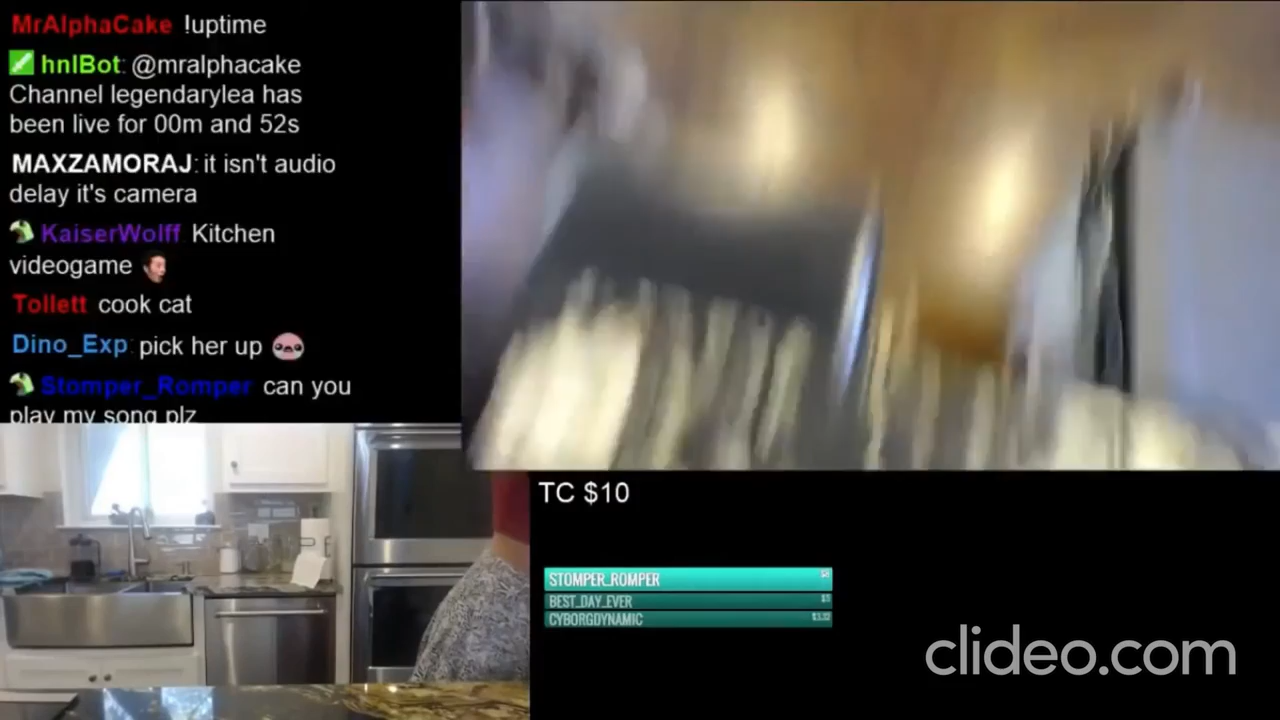 MrAlphaCake !uptime
hnlBot: @mralphacake
Channel legendarylea has
been live for 00m and 52s
MAXZAMORAJ: it isn't audio
delay it's camera
KaiserWolff Kitchen
videogame
Tollett cook cat
Dino_Exp: pick her up
Stomper_Romper can you
play my song plz
TC $10
STOMPER_ROMPER
BEST_DAY_EVER
CYBORGDYNAMIC
clideo.com